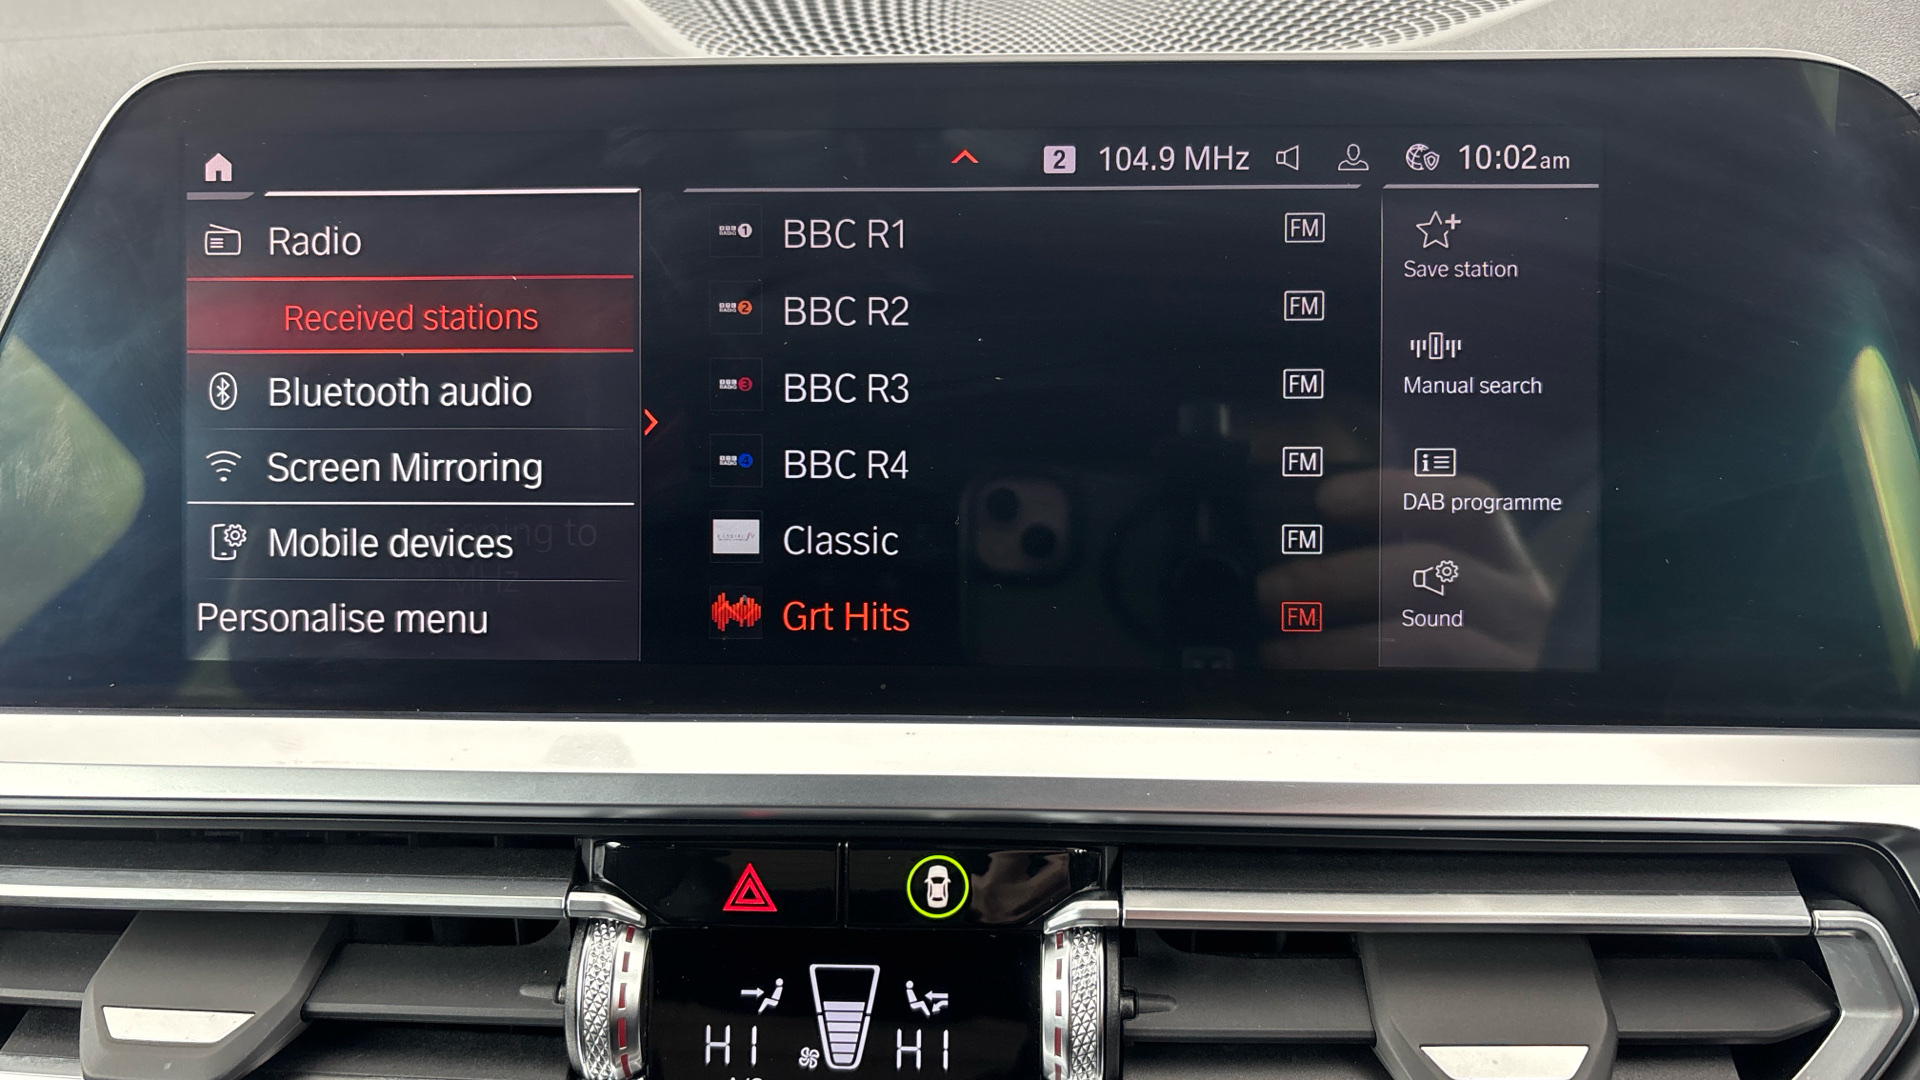 2 104.9 MHz 10:02am
Radio
Received stations
Bluetooth audio
Screen Mirroring
Mobile devices
Personalise menu
BBC R1 FM
BBC R2 FM
BBC R3 FM
BBC R4 FM
Classic FM
Grt Hits FM
Save station
Manual search
DAB programme
Sound
HI HI